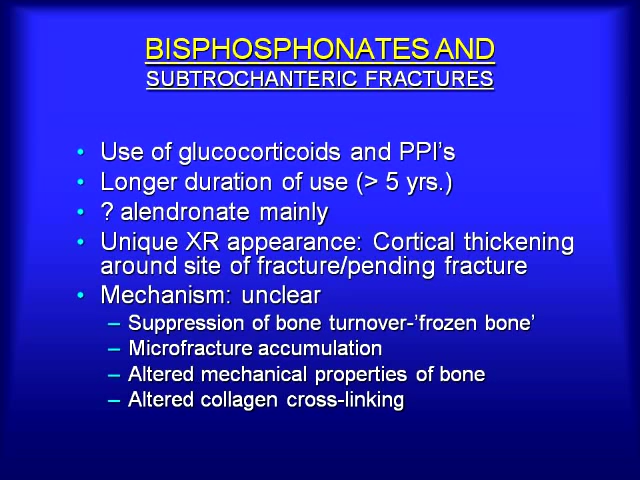 BISPHOSPHONATES AND
SUBTROCHANTERIC FRACTURES
• Use of glucocorticoids and PPI’s
• Longer duration of use (> 5 yrs.)
• ? alendronate mainly
• Unique XR appearance: Cortical thickening
around site of fracture/pending fracture
• Mechanism: unclear
– Suppression of bone turnover-’frozen bone’
– Microfracture accumulation
– Altered mechanical properties of bone
– Altered collagen cross-linking